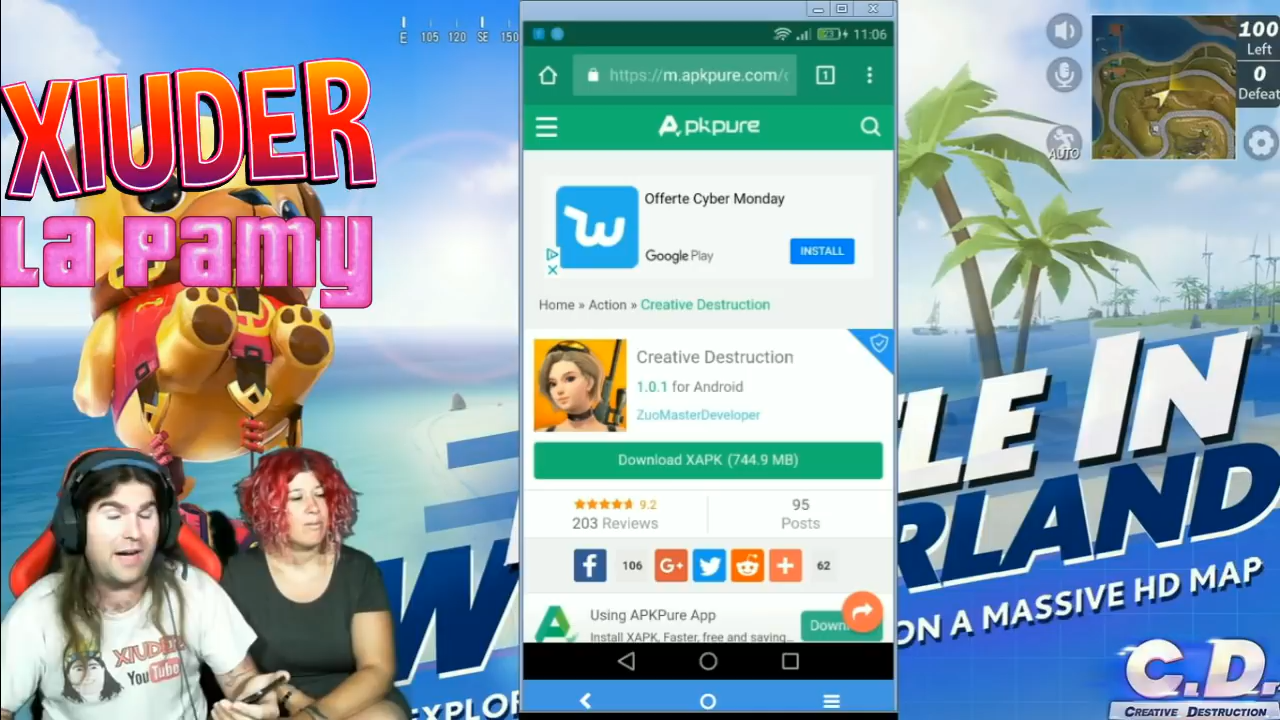 XIUDER
La Pamy
E 105 120 SE 150
11:06
https://m.apkpure.com/
1
Apkpure
Offerte Cyber Monday
Google Play
INSTALL
Home » Action » Creative Destruction
Creative Destruction
1.0.1 for Android
ZuoMasterDeveloper
Download XAPK (744.9 MB)
9.2
203 Reviews
95
Posts
106
G+
62
Using APKPure App
Install XAPK, Faster, free and saving...
Down
100
Left
0
Defeat
AUTO
LE IN
RLAND
ON A MASSIVE HD MAP
W
EXPLOR
C.D.
CREATIVE DESTRUCTION
XIUDER
YouTube